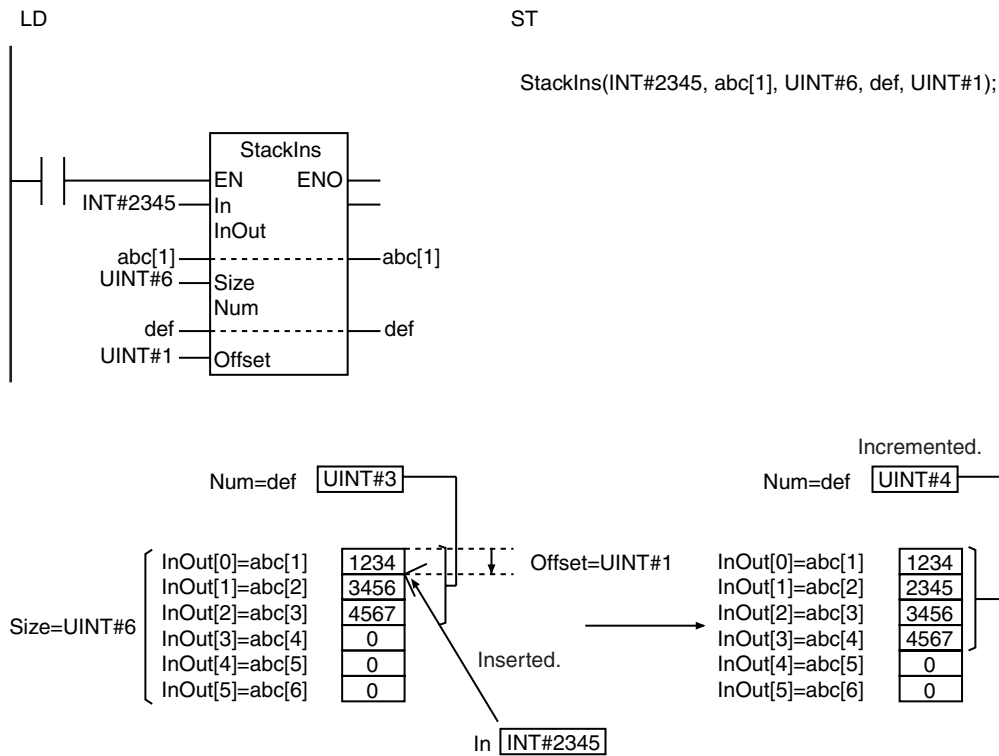 LD
ST
StackIns(INT#2345, abc[1], UINT#6, def, UINT#1);
StackIns
EN ENO
INT#2345 In
InOut
abc[1] abc[1]
UINT#6 Size
Num
def def
UINT#1 Offset
Incremented.
Num=def UINT#3
Num=def UINT#4
Size=UINT#6
InOut[0]=abc[1] 1234
InOut[1]=abc[2] 3456
InOut[2]=abc[3] 4567
InOut[3]=abc[4] 0
InOut[4]=abc[5] 0
InOut[5]=abc[6] 0
Offset=UINT#1
Inserted.
In INT#2345
InOut[0]=abc[1] 1234
InOut[1]=abc[2] 2345
InOut[2]=abc[3] 3456
InOut[3]=abc[4] 4567
InOut[4]=abc[5] 0
InOut[5]=abc[6] 0